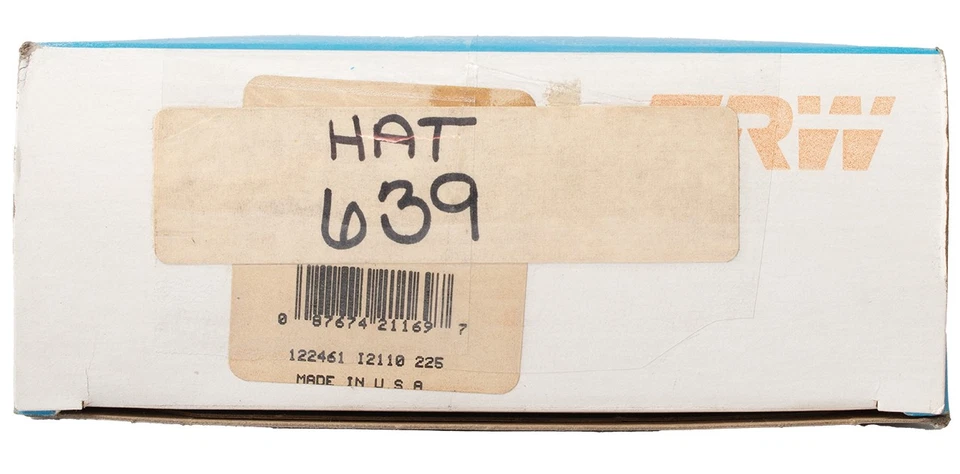 TRW
HAT
639
0 87674 21169 7
122461 I2110 225
MADE IN U.S.A